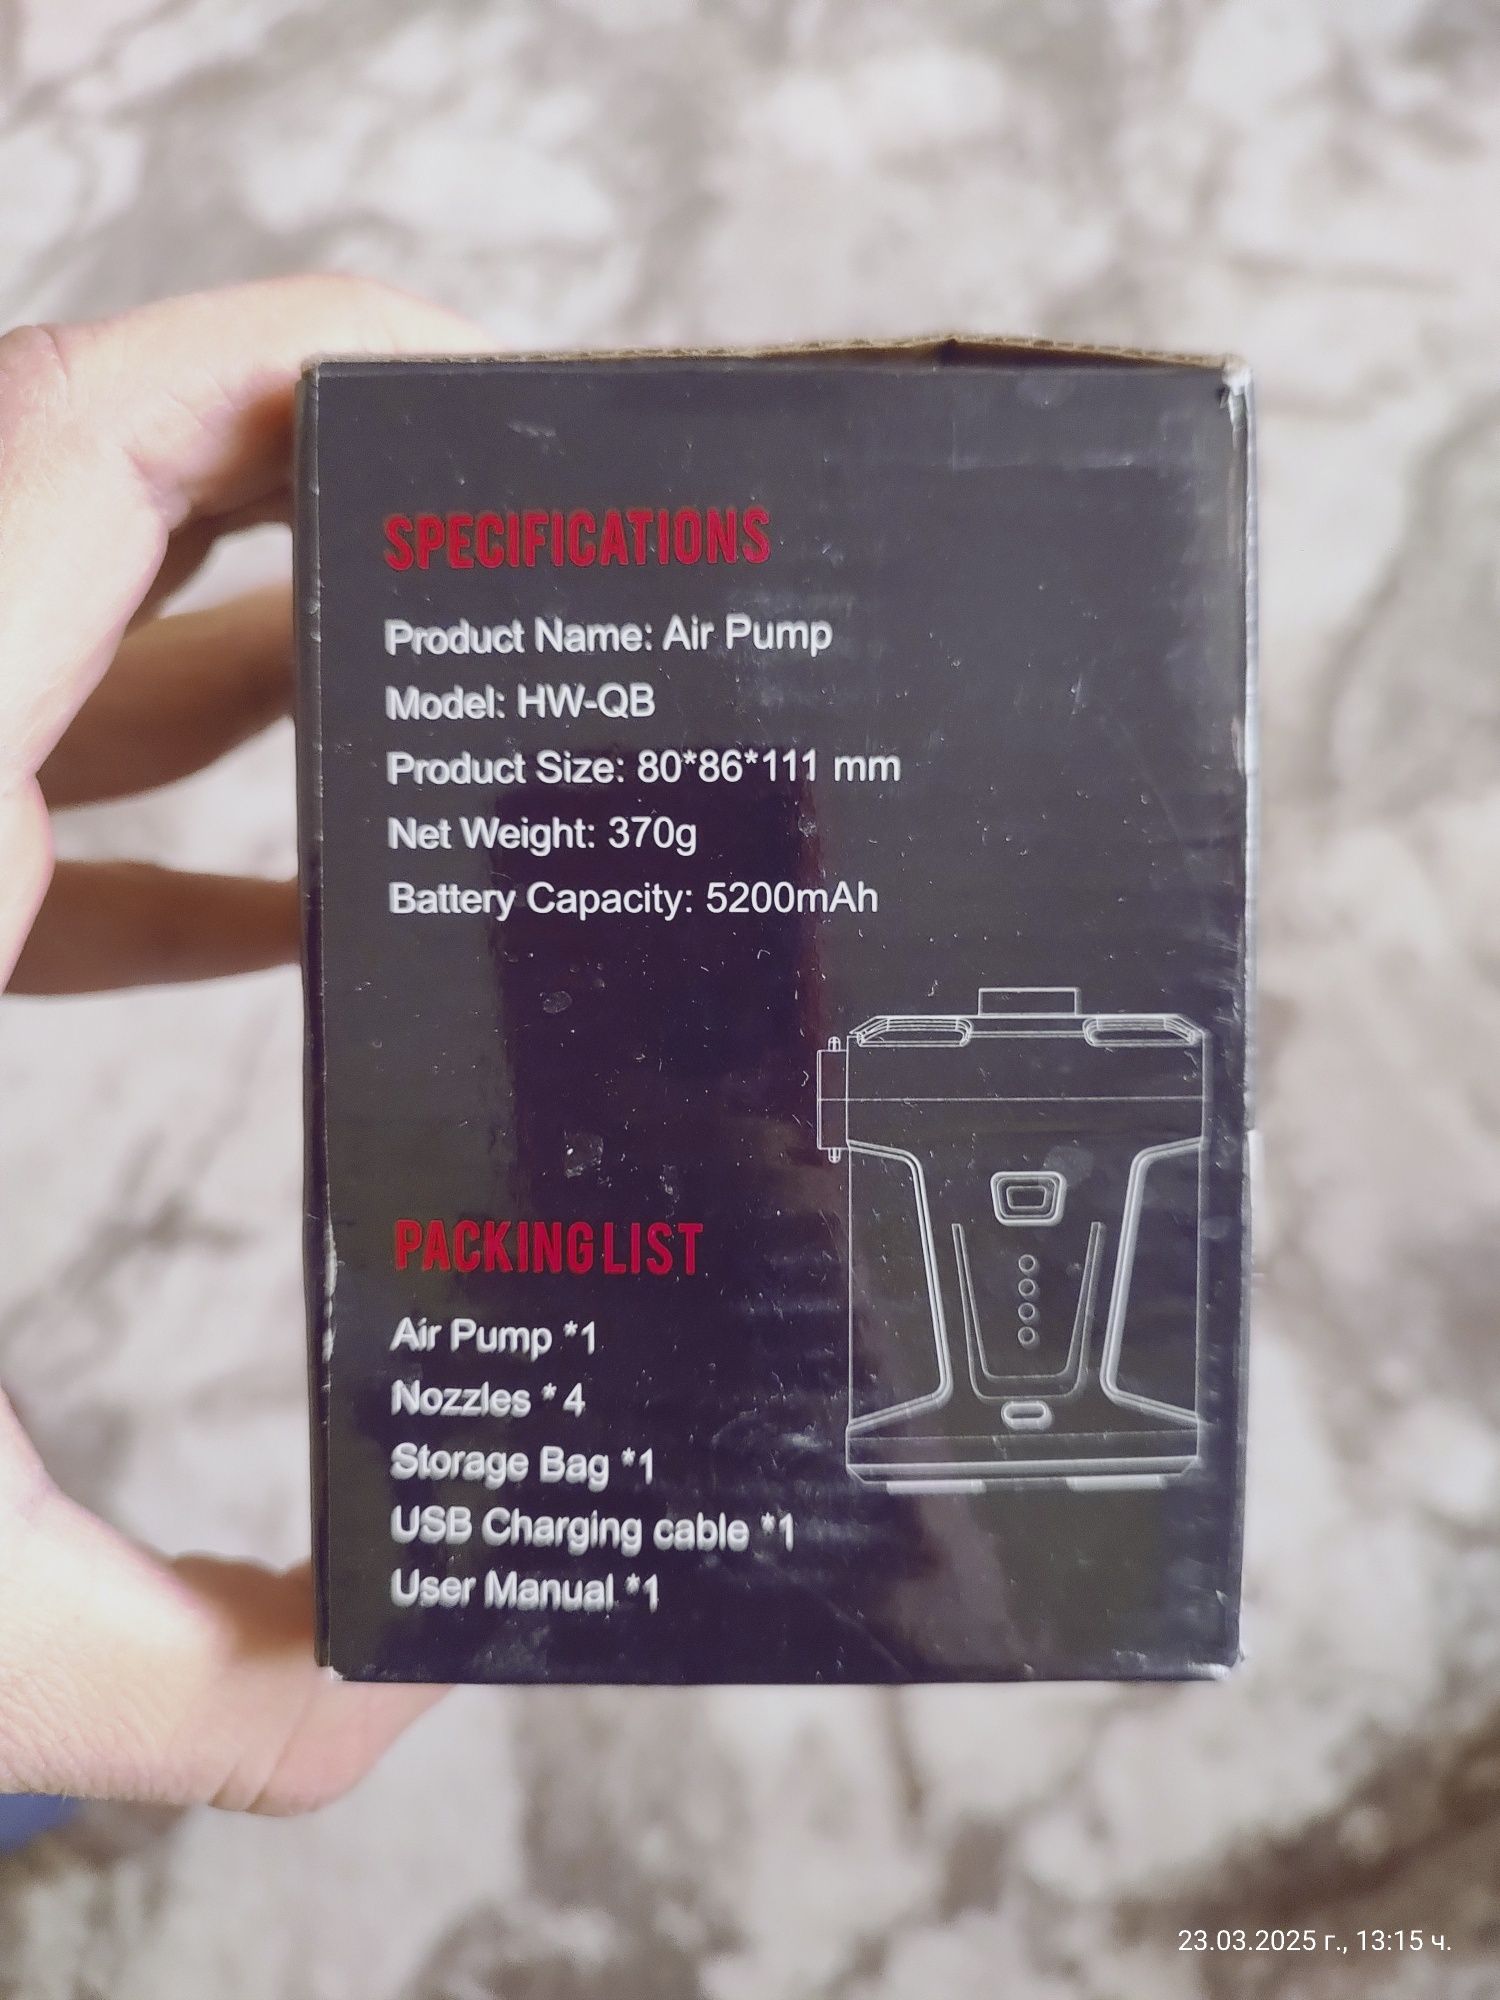 SPECIFICATIONS
Product Name: Air Pump
Model: HW-QB
Product Size: 80*86*111 mm
Net Weight: 370g
Battery Capacity: 5200mAh
PACKING LIST
Air Pump *1
Nozzles * 4
Storage Bag *1
USB Charging cable *1
User Manual *1
23.03.2025 г., 13:15 ч.